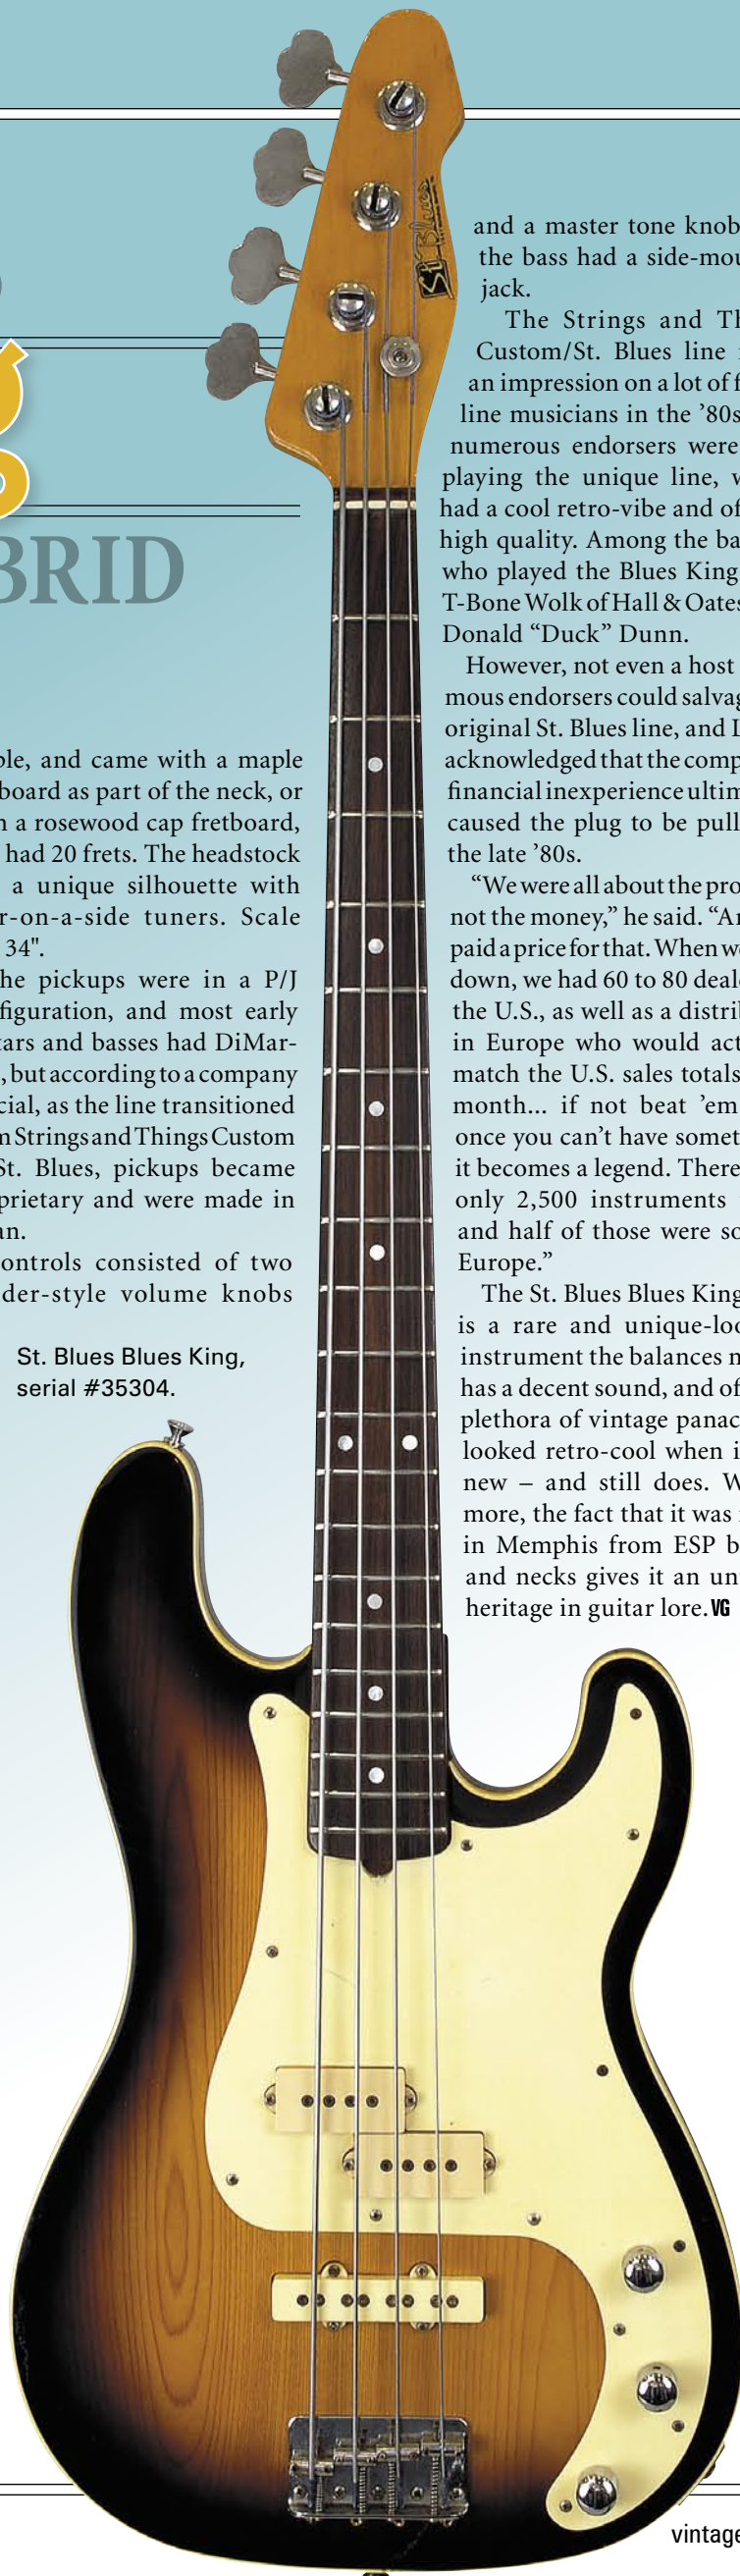 g
BRID
St. Blues
ple, and came with a maple
board as part of the neck, or
h a rosewood cap fretboard,
had 20 frets. The headstock
a unique silhouette with
r-on-a-side tuners. Scale
34".
he pickups were in a P/J
figuration, and most early
tars and basses had DiMar-
, but according to a company
cial, as the line transitioned
m Strings and Things Custom
St. Blues, pickups became
prietary and were made in
an.
ontrols consisted of two
der-style volume knobs
St. Blues Blues King,
serial #35304.
and a master tone knob
the bass had a side-mou
jack.
The Strings and Th
Custom/St. Blues line
an impression on a lot of f
line musicians in the ’80s
numerous endorsers were
playing the unique line, w
had a cool retro-vibe and of
high quality. Among the ba
who played the Blues King
T-Bone Wolk of Hall & Oates
Donald “Duck” Dunn.
However, not even a host
mous endorsers could salvag
original St. Blues line, and L
acknowledged that the comp
financial inexperience ultim
caused the plug to be pull
the late ’80s.
“We were all about the pro
not the money,” he said. “An
paid a price for that. When we
down, we had 60 to 80 deal
the U.S., as well as a distrib
in Europe who would act
match the U.S. sales totals
month... if not beat ’em
once you can’t have somet
it becomes a legend. There
only 2,500 instruments
and half of those were so
Europe.”
The St. Blues Blues King
is a rare and unique-loo
instrument the balances n
has a decent sound, and of
plethora of vintage panac
looked retro-cool when i
new – and still does. W
more, the fact that it was
in Memphis from ESP b
and necks gives it an un
heritage in guitar lore. VG
vintage